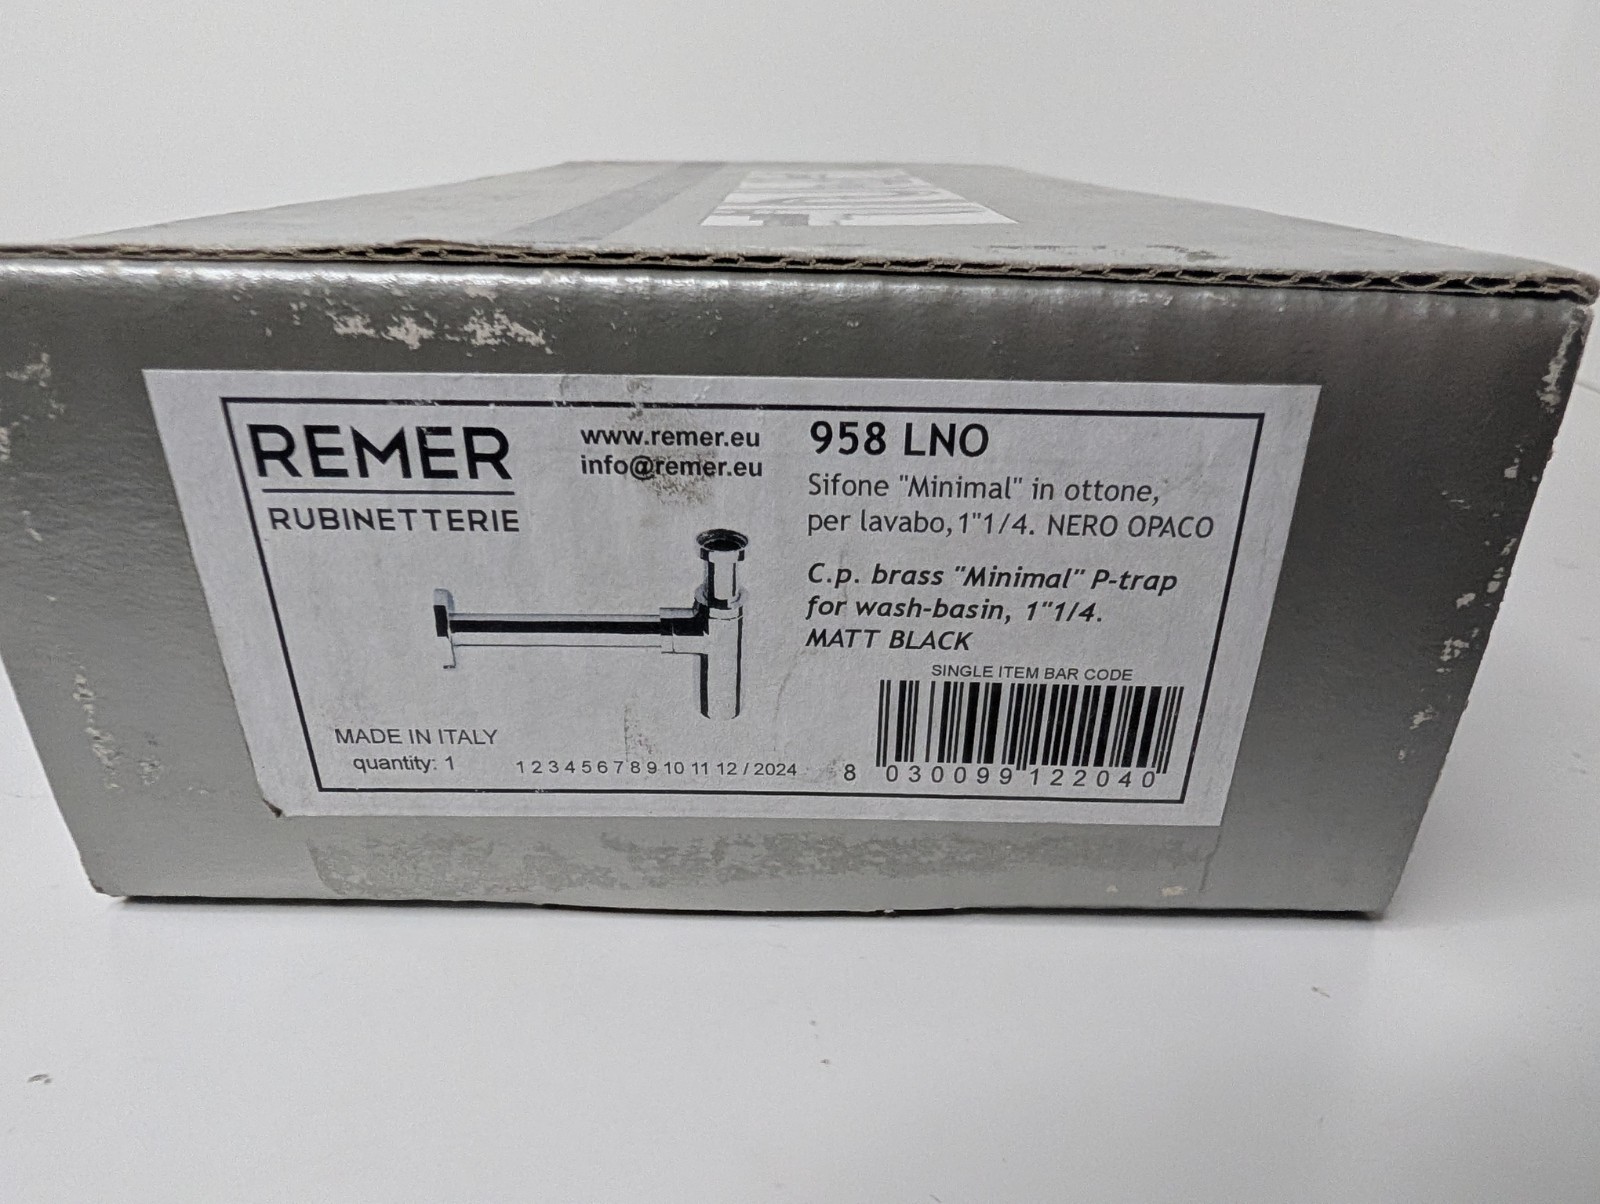 REMER
RUBINETTERIE
www.remer.eu
info@remer.eu
958 LNO
Sifone "Minimal" in ottone,
per lavabo,1"1/4. NERO OPACO
C.p. brass "Minimal" P-trap
for wash-basin, 1"1/4.
MATT BLACK
SINGLE ITEM BAR CODE
8 030099 122040
MADE IN ITALY
quantity: 1
1 2 3 4 5 6 7 8 9 10 11 12 / 2024